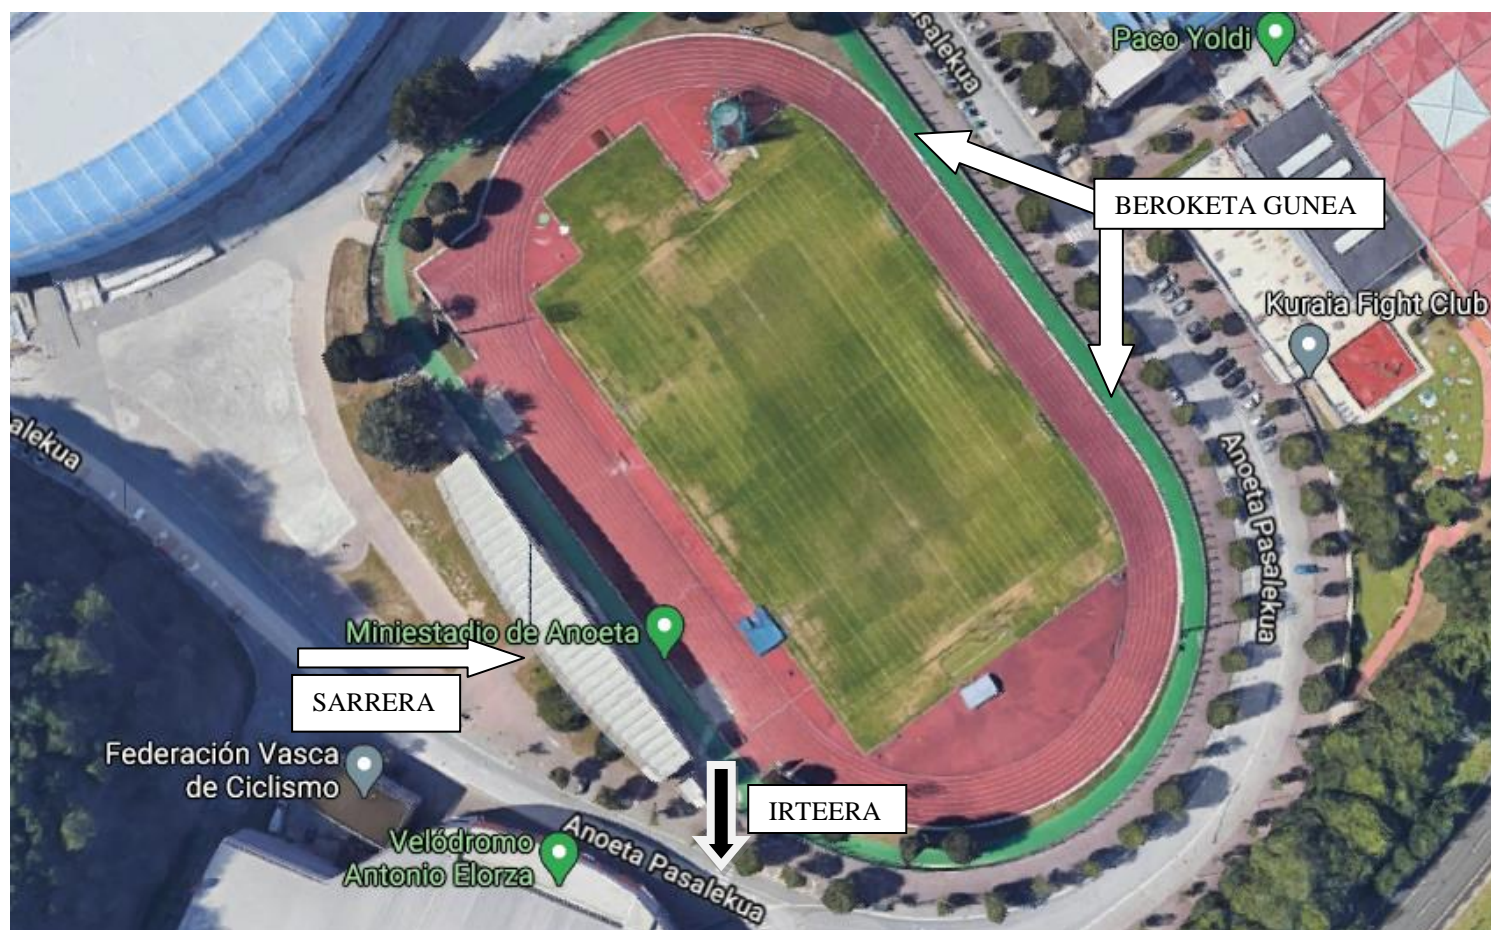 Pasalekua
Paco Yoldi
BEROKETA GUNEA
Kuraia Fight Club
alekua
Anoeta Pasalekua
Miniestadio de Anoeta
SARRERA
Federación Vasca
de Ciclismo
IRTEERA
Velódromo
Antonio Elorza
Anoeta Pasalekua